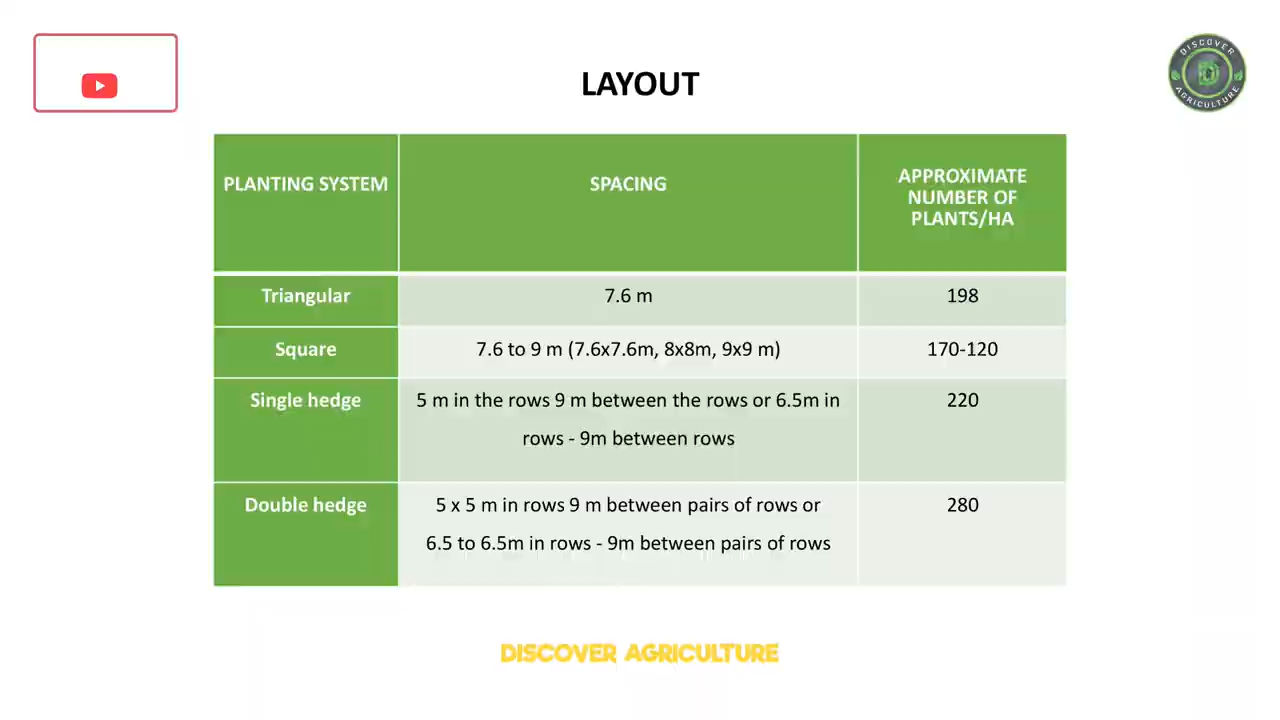 LAYOUT
DISCOVER
AGRICULTURE
PLANTING SYSTEM
SPACING
APPROXIMATE
NUMBER OF
PLANTS/HA
Triangular
7.6 m
198
Square
7.6 to 9 m (7.6x7.6m, 8x8m, 9x9 m)
170-120
Single hedge
5 m in the rows 9 m between the rows or 6.5m in
rows - 9m between rows
220
Double hedge
5 x 5 m in rows 9 m between pairs of rows or
6.5 to 6.5m in rows - 9m between pairs of rows
280
DISCOVER AGRICULTURE